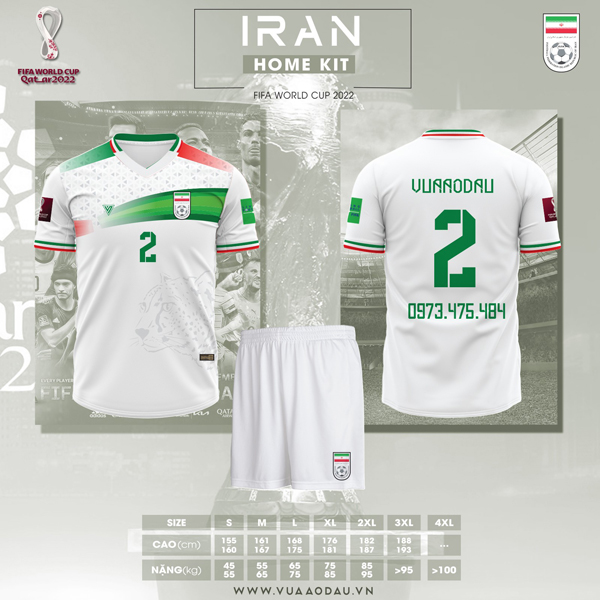 IRAN
HOME KIT
FIFA WORLD CUP 2022
FIFA WORLD CUP
Qatar2022
2
VUAAODAU
2
0973.475.484
SIZE S M L XL 2XL 3XL 4XL
CAO(cm) 155 161 168 176 182 188 ...
160 167 175 181 187 193
NẶNG(kg) 45 55 65 75 85 >95 >100
55 65 75 85 95
WWW.VUAAODAU.VN